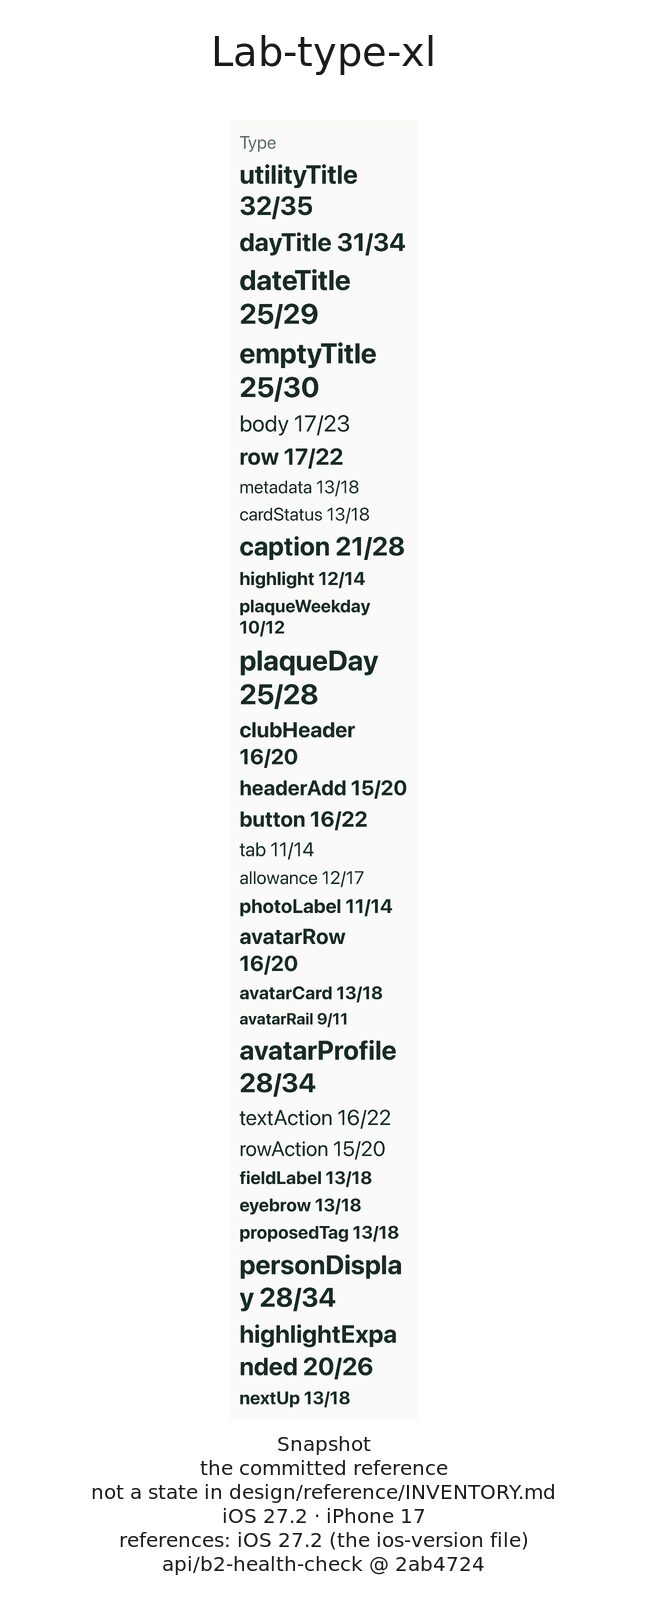 Lab-type-xl
Type
utilityTitle
32/35
dayTitle 31/34
dateTitle
25/29
emptyTitle
25/30
body 17/23
row 17/22
metadata 13/18
cardStatus 13/18
caption 21/28
highlight 12/14
plaqueWeekday
10/12
plaqueDay
25/28
clubHeader
16/20
headerAdd 15/20
button 16/22
tab 11/14
allowance 12/17
photoLabel 11/14
avatarRow
16/20
avatarCard 13/18
avatarRail 9/11
avatarProfile
28/34
textAction 16/22
rowAction 15/20
fieldLabel 13/18
eyebrow 13/18
proposedTag 13/18
personDispla
y 28/34
highlightExpa
nded 20/26
nextUp 13/18
Snapshot
the committed reference
not a state in design/reference/INVENTORY.md
iOS 27.2 · iPhone 17
references: iOS 27.2 (the ios-version file)
api/b2-health-check @ 2ab4724